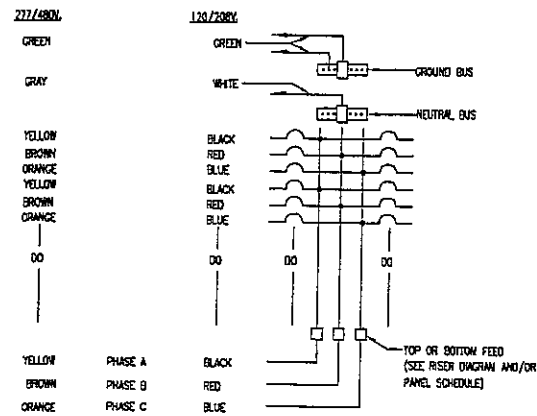 277/480V. 120/208V.
GREEN GREEN
GROUND BUS
GRAY WHITE
NEUTRAL BUS
YELLOW BLACK
BROWN RED
ORANGE BLUE
YELLOW BLACK
BROWN RED
ORANGE BLUE
DO DO DO DO
TOP OR BOTTOM FEED
(SEE RISER DIAGRAM AND/OR
PANEL SCHEDULE)
YELLOW PHASE A BLACK
BROWN PHASE B RED
ORANGE PHASE C BLUE